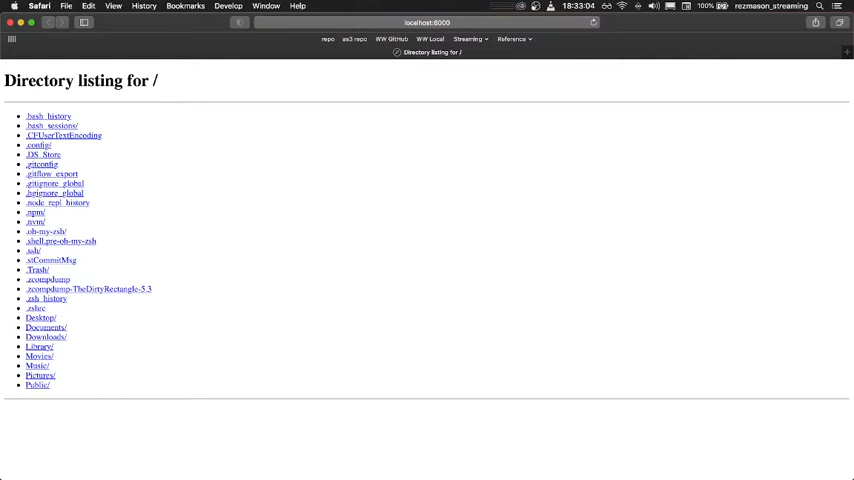 Safari File Edit View History Bookmarks Develop Window Help 18:33:04 100% rezmason_streaming
localhost:8000
repo as3 repo WW GitHub WW Local Streaming Reference
Directory listing for /
Directory listing for /
.bash_history
.bash_sessions/
.CFUserTextEncoding
.config/
.DS_Store
.gitconfig
.gitflow_export
.gitignore_global
.hgignore_global
.node_repl_history
.npm/
.nvm/
.oh-my-zsh/
.shell.pre-oh-my-zsh
.ssh/
.stCommitMsg
.Trash/
.zcompdump
.zcompdump-TheDirtyRectangle-5.3
.zsh_history
.zshrc
Desktop/
Documents/
Downloads/
Library/
Movies/
Music/
Pictures/
Public/